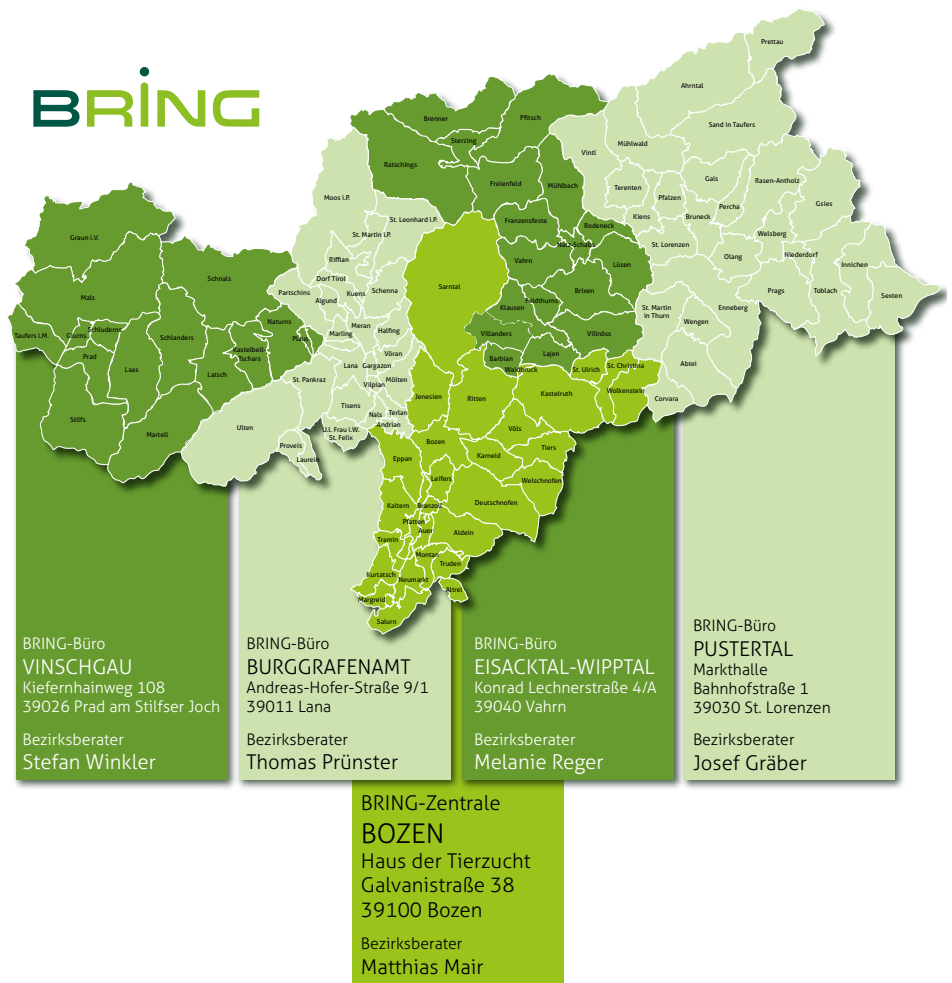 BRING
Prettau
Ahrntal
Brenner
Pfitsch
Sand in Taufers
Sterzing
Mühlwald
Vintl
Ratschings
Gais
Rasen-Antholz
Freienfeld
Mühlbach
Terenten
Pfalzen
Moos i.P.
Percha
Gsies
St. Leonhard i.P.
Franzensfeste
Rodeneck
Kiens
Bruneck
St. Martin i.P.
Welsberg
Graun i.V.
Natz-Schabs
St. Lorenzen
Riffian
Vahrn
Lüsen
Olang
Niederdorf
Innichen
Schnals
Dorf Tirol
Partschins
Kuens
Schenna
Sarntal
Feldthums
Brixen
Prags
Toblach
Sexten
Mals
Algund
Klausen
St. Martin
in Thurn
Enneberg
Naturns
Meran
Wengen
Taufers i.M.
Glurns
Schluderns
Schlanders
Plaus
Marling
Hafling
Villanders
Villnöss
Prad
Kastelbell-
Tschars
Vöran
Barbian
Lajen
Laas
Latsch
Lana
Gargazon
Waidbruck
St. Ulrich
St. Christina
Abtei
St. Pankraz
Vilpian
Mölten
Wolkenstein
Jenesien
Ritten
Kastelruth
Corvara
Stilfs
Tisens
Nals
Terlan
Martell
Ulten
U.l. Frau i.W.
St. Felix
Andrian
Völs
Proveis
Bozen
Tiers
Laurein
Eppan
Karneid
Leifers
Welschnofen
Kaltern
Branzoll
Deutschnofen
Pfatten
Auer
Aldein
Tramin
Montan
Truden
Kurtatsch
Neumarkt
Altrei
Margreid
Salurn
BRING-Büro
VINSCHGAU
Kiefernhainweg 108
39026 Prad am Stilfser Joch
Bezirksberater
Stefan Winkler
BRING-Büro
BURGGRAFENAMT
Andreas-Hofer-Straße 9/1
39011 Lana
Bezirksberater
Thomas Prünster
BRING-Büro
EISACKTAL-WIPPTAL
Konrad Lechnerstraße 4/A
39040 Vahrn
Bezirksberater
Melanie Reger
BRING-Büro
PUSTERTAL
Markthalle
Bahnhofstraße 1
39030 St. Lorenzen
Bezirksberater
Josef Gräber
BRING-Zentrale
BOZEN
Haus der Tierzucht
Galvanistraße 38
39100 Bozen
Bezirksberater
Matthias Mair